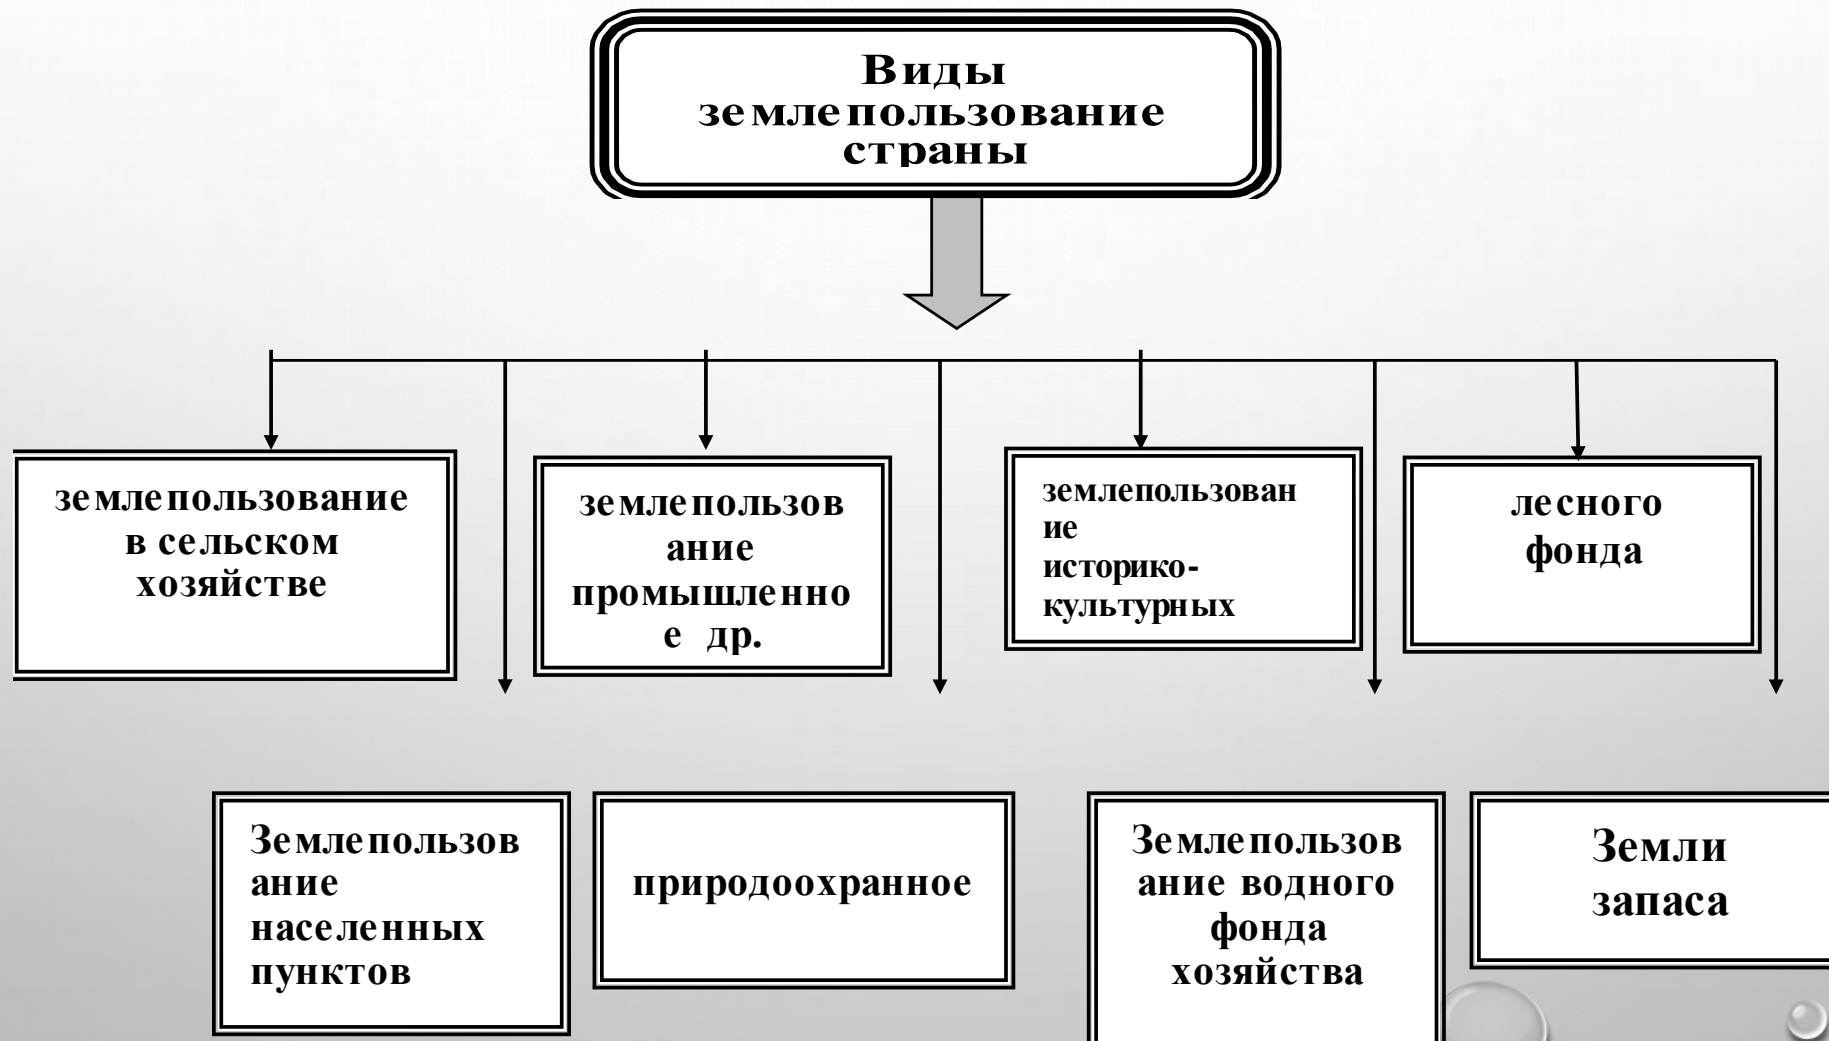 Виды
землепользование
страны
землепользование
в сельском
хозяйстве
землепользов
ание
промышленно
е др.
землепользован
ие
историко-
культурных
лесного
фонда
Землепользов
ание
населенных
пунктов
природоохранное
Землепользов
ание водного
фонда
хозяйства
Земли
запаса